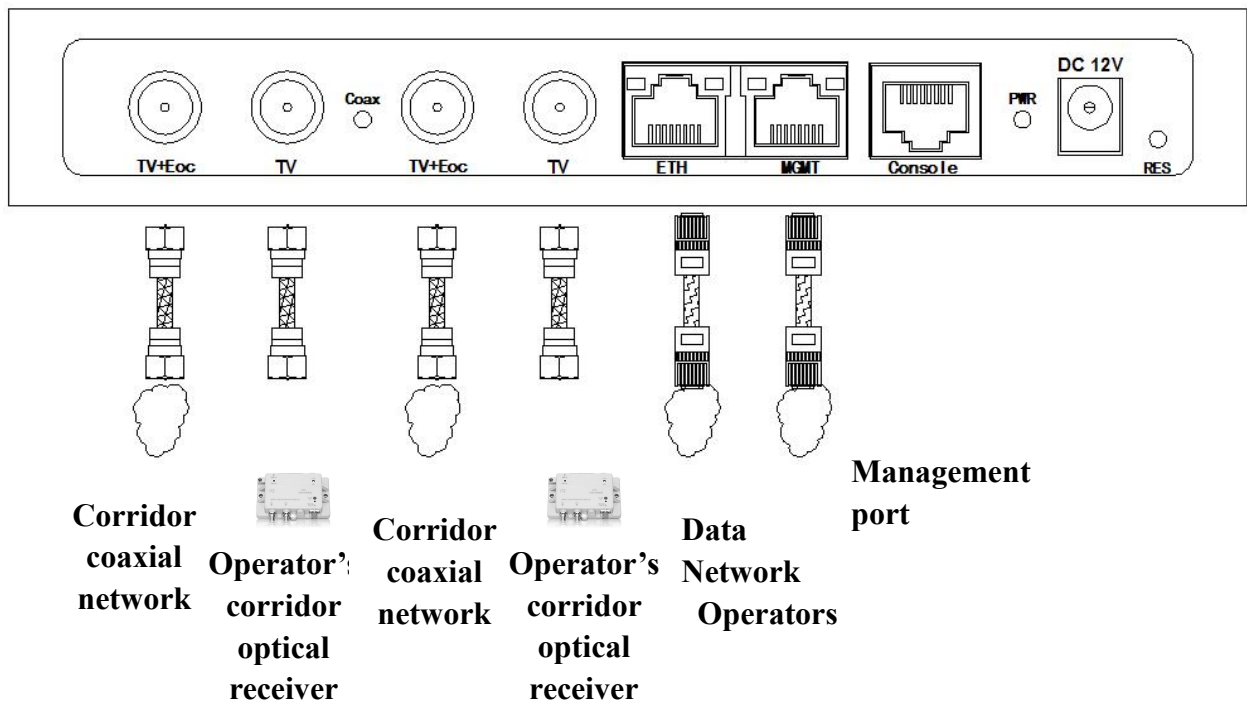 DC 12V
Coax
PWR
TV+Eoc
TV
TV+Eoc
TV
ETH
MGMT
Console
RES
Corridor
coaxial
network
Operator's
corridor
optical
receiver
Corridor
coaxial
network
Operator's
corridor
optical
receiver
Data
Network
Operators
Management
port